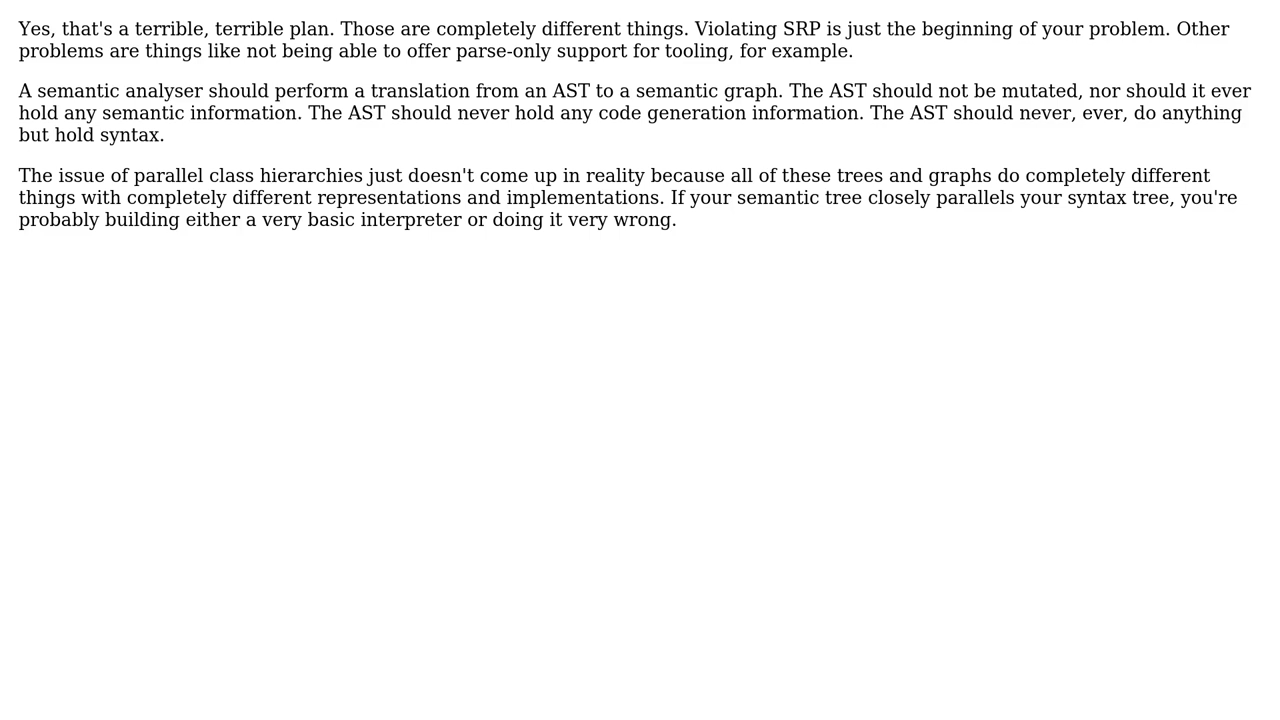 Yes, that's a terrible, terrible plan. Those are completely different things. Violating SRP is just the beginning of your problem. Other
problems are things like not being able to offer parse-only support for tooling, for example.
A semantic analyser should perform a translation from an AST to a semantic graph. The AST should not be mutated, nor should it ever
hold any semantic information. The AST should never hold any code generation information. The AST should never, ever, do anything
but hold syntax.
The issue of parallel class hierarchies just doesn't come up in reality because all of these trees and graphs do completely different
things with completely different representations and implementations. If your semantic tree closely parallels your syntax tree, you're
probably building either a very basic interpreter or doing it very wrong.